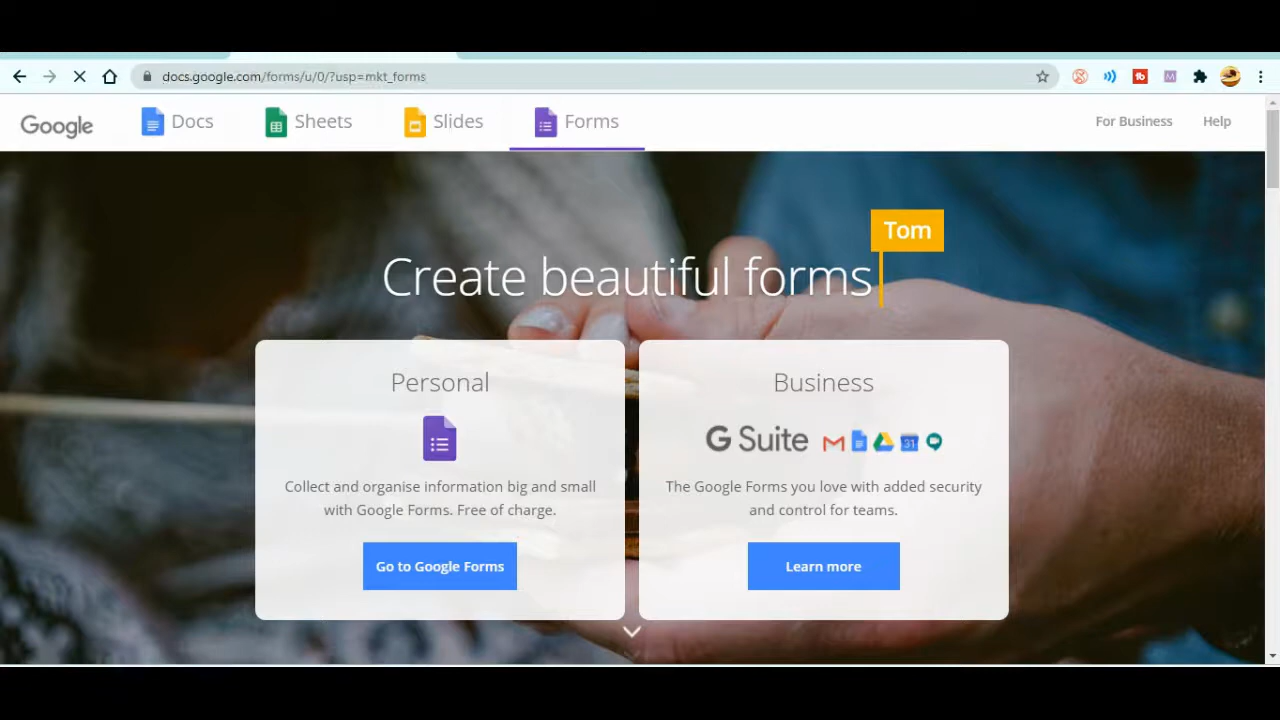 docs.google.com/forms/u/0/?usp=mkt_forms
Google Docs Sheets Slides Forms For Business Help
Tom
Create beautiful forms
Personal
Collect and organise information big and small
with Google Forms. Free of charge.
Go to Google Forms
Business
G Suite
31
The Google Forms you love with added security
and control for teams.
Learn more